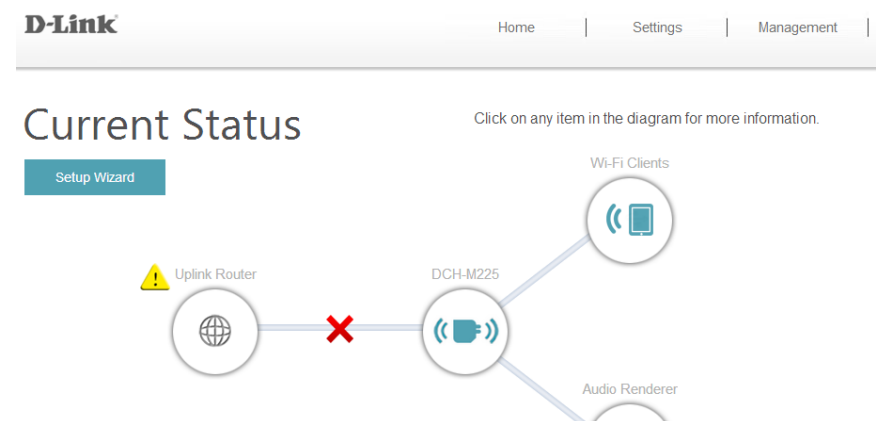 D-Link
Home | Settings | Management |
Current Status
Click on any item in the diagram for more information.
Setup Wizard
Wi-Fi Clients
Uplink Router
DCH-M225
Audio Renderer